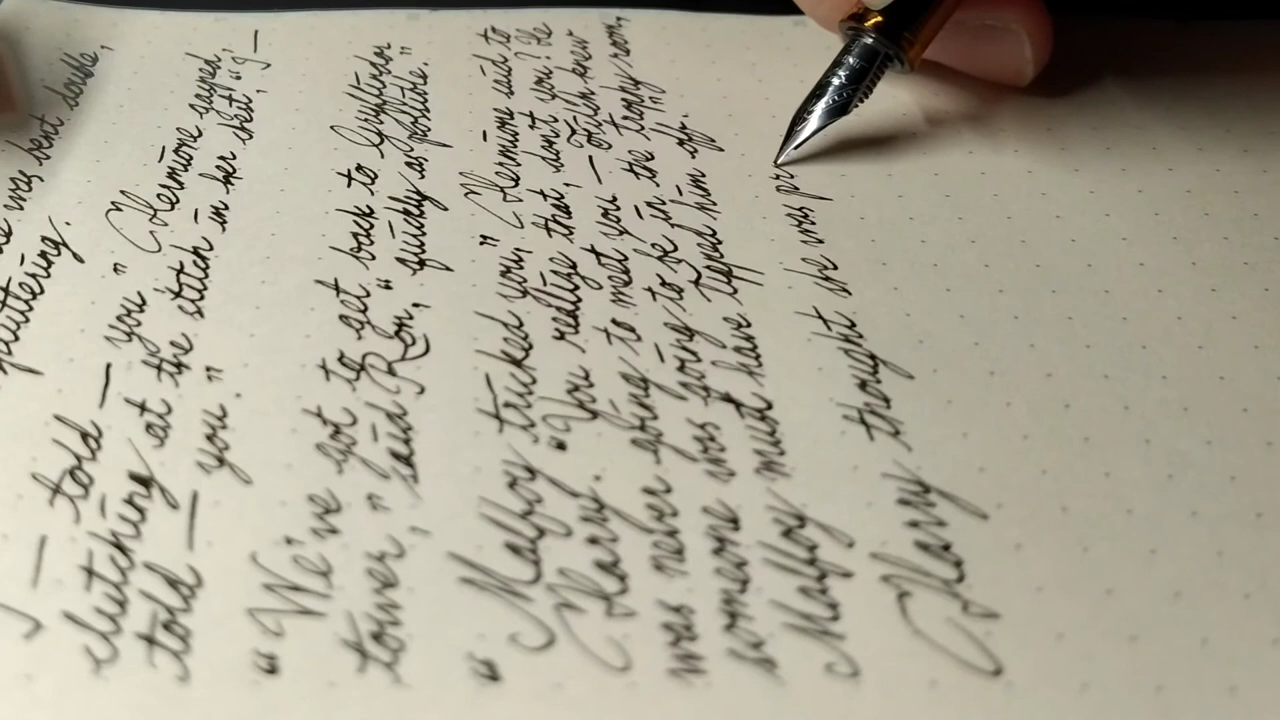 was bent double,
"I — told — you," Hermione gasped,
clutching at the stitch in her chest, "I —
told — you."
"We've got to get back to Gryffindor
tower," said Ron, "quickly as possible."
"Malfoy tricked you," Hermione said to
Harry. "You realize that, don't you? He
was never going to meet you — Filch knew
someone was going to be in the trophy room,
Malfoy must have tipped him off."
Harry thought she was pr